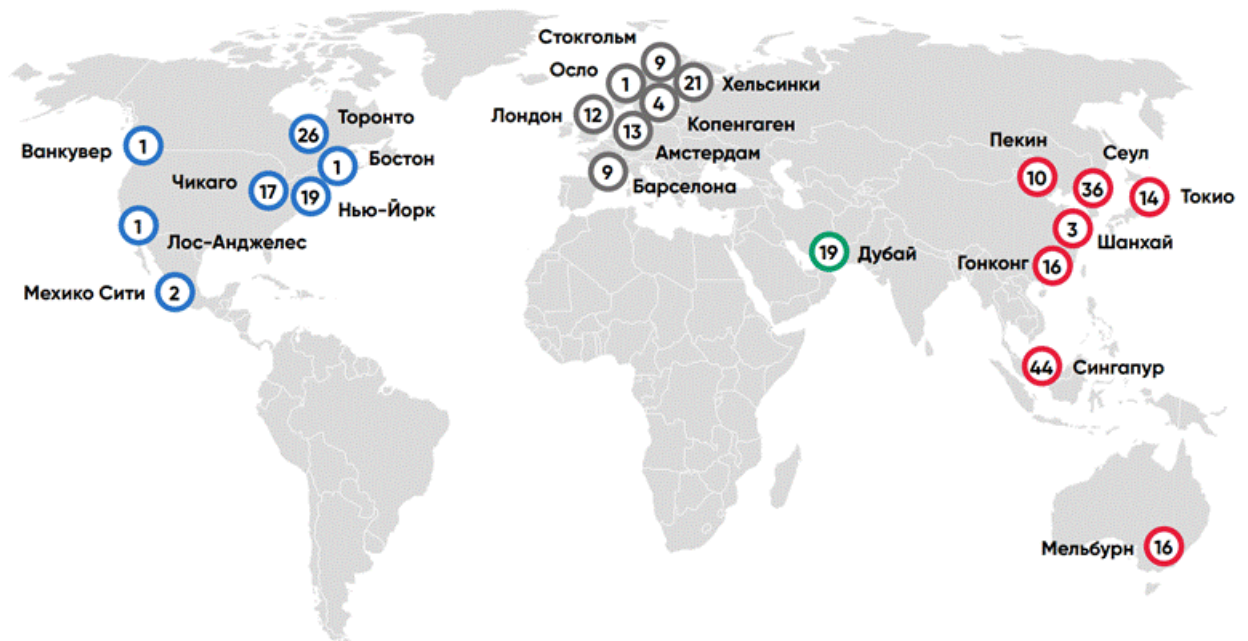 Стокгольм
9
Осло
1
21
Хельсинки
Лондон
12
4
Копенгаген
13
Амстердам
9
Барселона
Торонто
26
Ванкувер
1
1
Бостон
Чикаго
17
19
Нью-Йорк
1
Лос-Анджелес
Мехико Сити
2
Пекин
10
Сеул
36
14
Токио
3
Шанхай
19
Дубай
Гонконг
16
44
Сингапур
Мельбурн
16